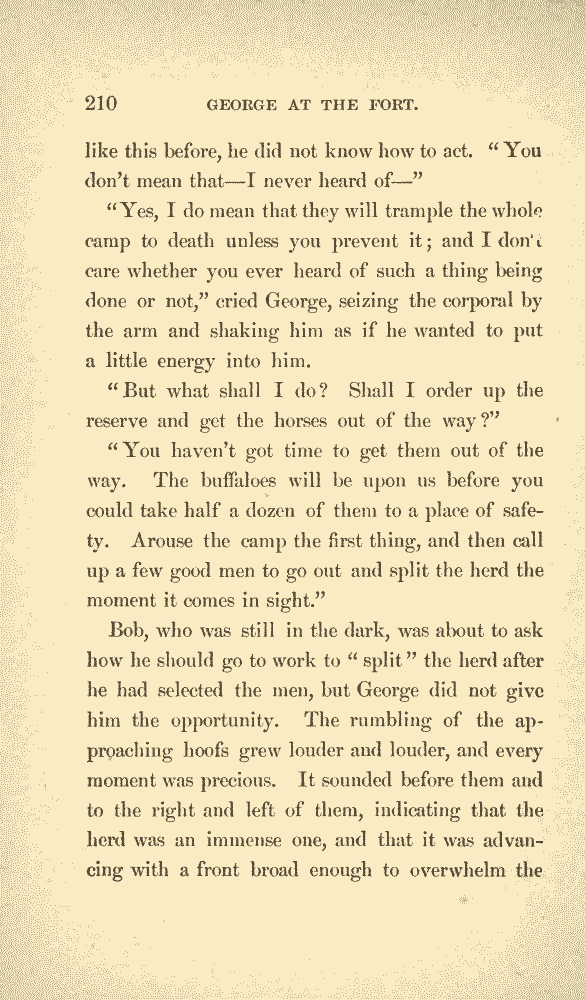 210 GEORGE AT THE FORT.
like this before, he did not know how to act. “ You
don’t mean that—I never heard of—”
“Yes, I do mean that they will trample the whole
camp to death unless you prevent it; and I don’t
care whether you ever heard of such a thing being
done or not,” cried George, seizing the corporal by
the arm and shaking him as if he wanted to put
a little energy into him.
“But what shall I do? Shall I order up the
reserve and get the horses out of the way?”
“You haven’t got time to get them out of the
way. The buffaloes will be upon us before you
could take half a dozen of them to a place of safe-
ty. Arouse the camp the first thing, and then call
up a few good men to go out and split the herd the
moment it comes in sight.”
Bob, who was still in the dark, was about to ask
how he should go to work to “ split ” the herd after
he had selected the men, but George did not give
him the opportunity. The rumbling of the ap-
proaching hoofs grew louder and louder, and every
moment was precious. It sounded before them and
to the right and left of them, indicating that the
herd was an immense one, and that it was advan-
cing with a front broad enough to overwhelm the